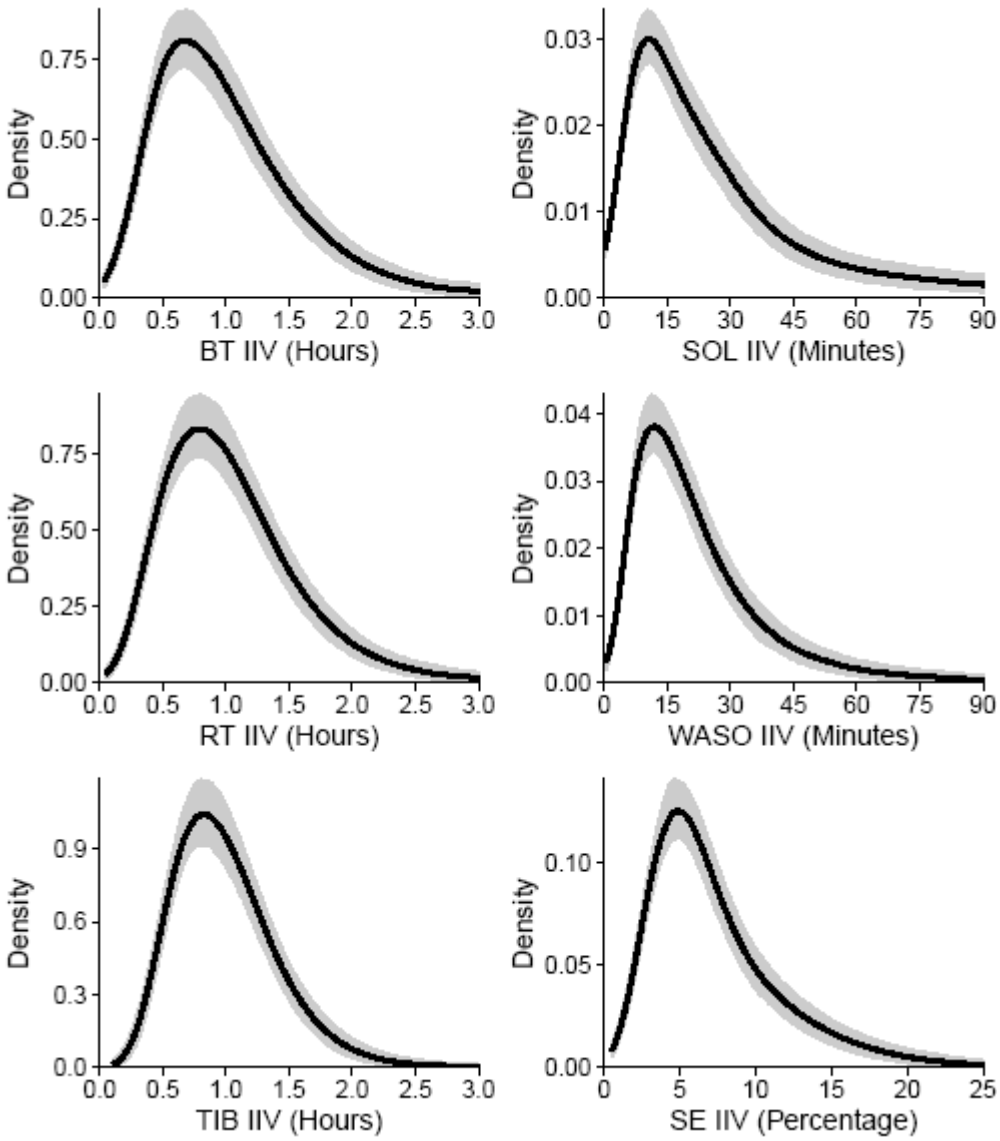 Density
0.75
0.50
0.25
0.00
0.0 0.5 1.0 1.5 2.0 2.5 3.0
BT IIV (Hours)
Density
0.03
0.02
0.01
0.00
0 15 30 45 60 75 90
SOL IIV (Minutes)
Density
0.75
0.50
0.25
0.00
0.0 0.5 1.0 1.5 2.0 2.5 3.0
RT IIV (Hours)
Density
0.04
0.03
0.02
0.01
0.00
0 15 30 45 60 75 90
WASO IIV (Minutes)
Density
0.9
0.6
0.3
0.0
0.0 0.5 1.0 1.5 2.0 2.5 3.0
TIB IIV (Hours)
Density
0.10
0.05
0.00
0 5 10 15 20 25
SE IIV (Percentage)